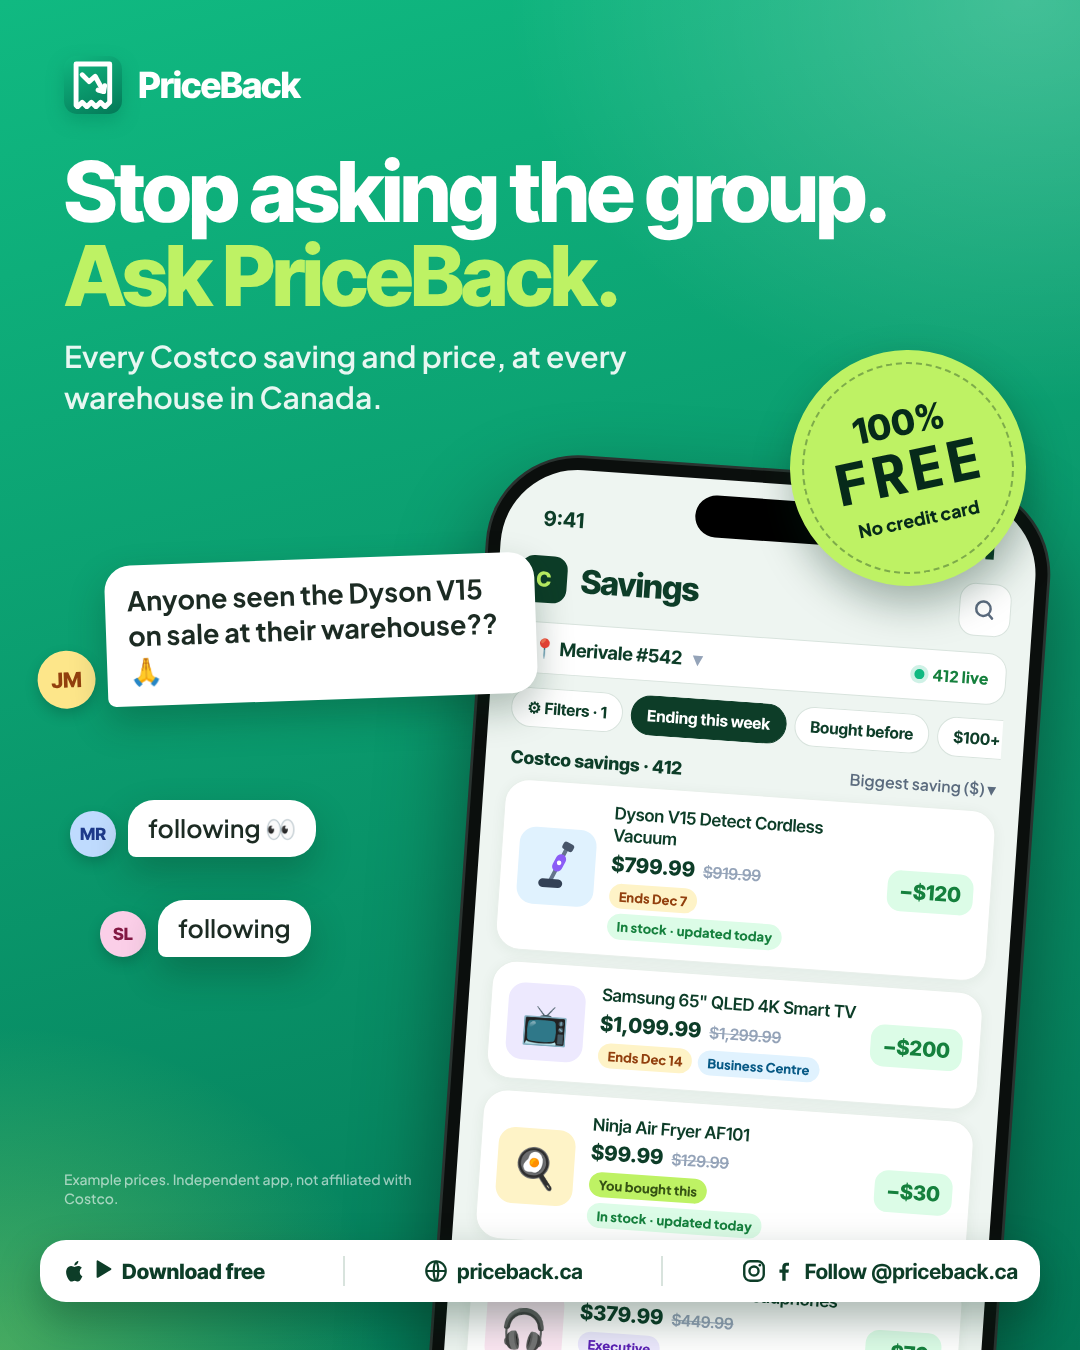 PriceBack
Stop asking the group.
Ask PriceBack.
Every Costco saving and price, at every
warehouse in Canada.
100%
FREE
No credit card
9:41
C
Savings
Anyone seen the Dyson V15
on sale at their warehouse??
🙏
JM
📍 Merivale #542 ▼
412 live
⚙ Filters · 1
Ending this week
Bought before
$100+
Costco savings · 412
Biggest saving ($) ▾
MR
following 👀
SL
following
Dyson V15 Detect Cordless
Vacuum
$799.99 $919.99
Ends Dec 7
In stock · updated today
−$120
Samsung 65" QLED 4K Smart TV
$1,099.99 $1,299.99
Ends Dec 14 Business Centre
−$200
Ninja Air Fryer AF101
$99.99 $129.99
You bought this
In stock · updated today
−$30
Example prices. Independent app, not affiliated with
Costco.
Download free
priceback.ca
Follow @priceback.ca
$379.99 $449.99
Executive